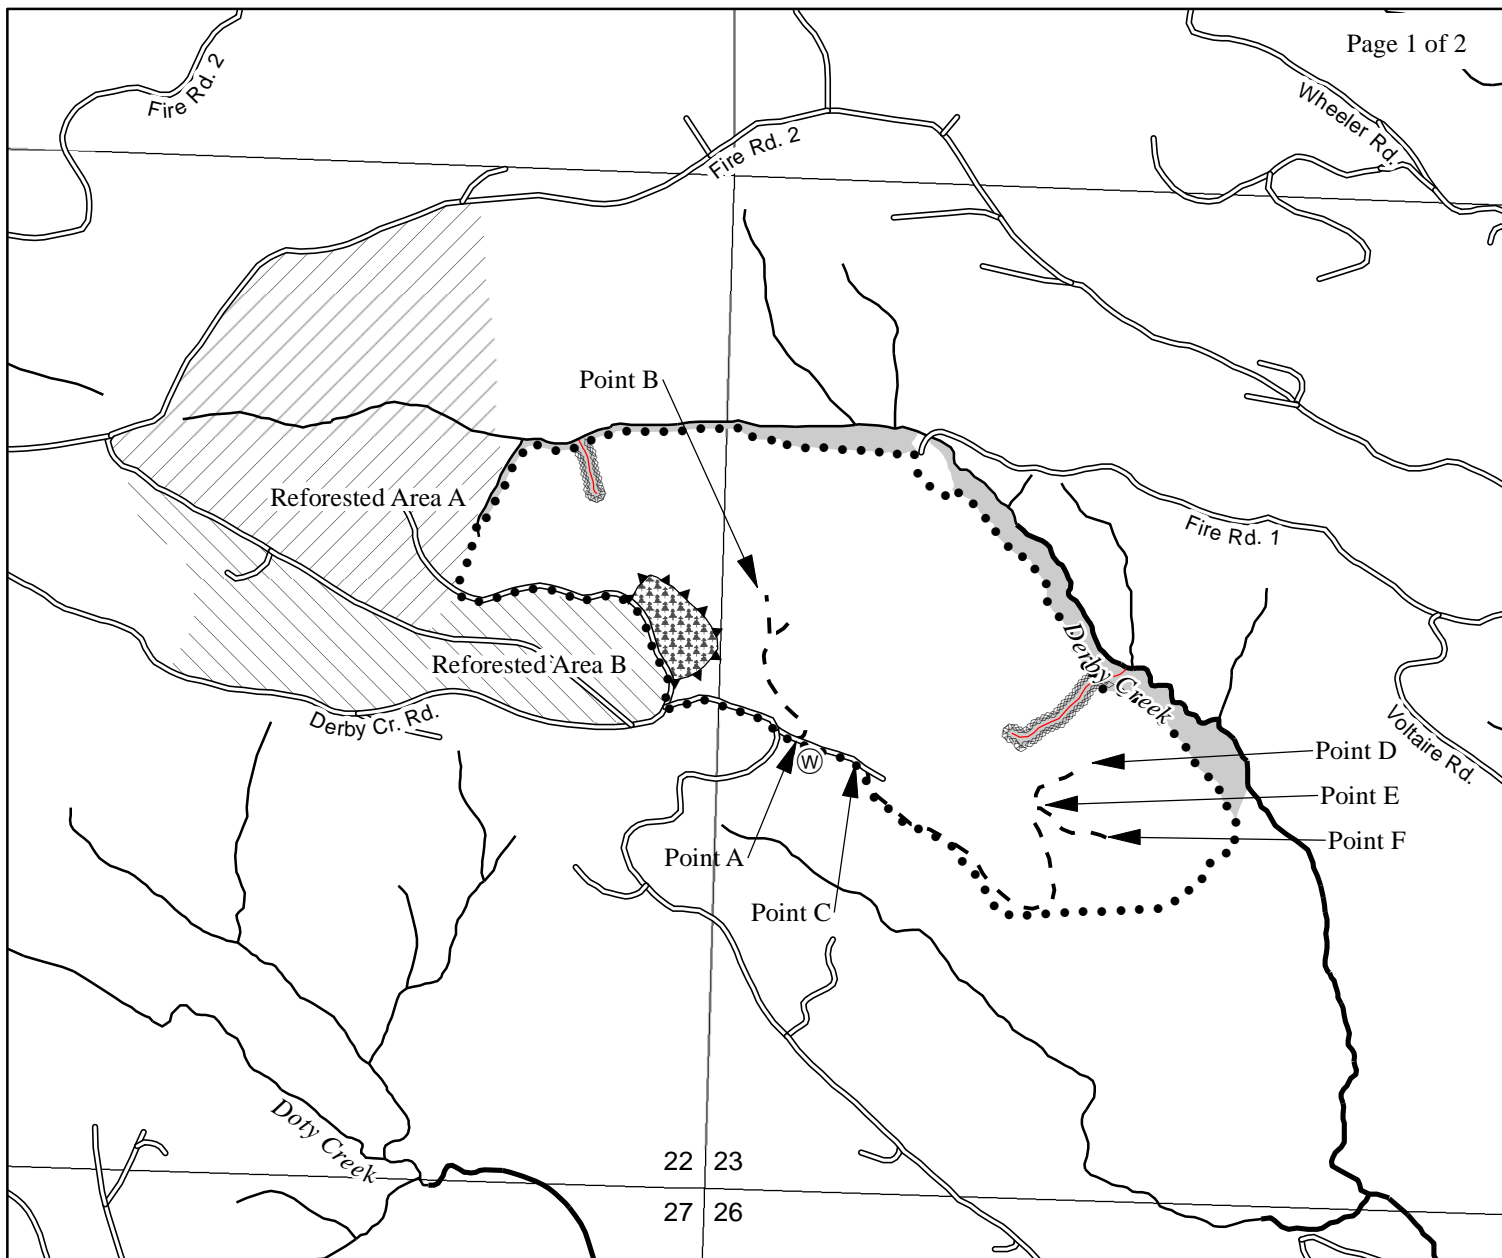 Page 1 of 2
Fire Rd. 2
Wheeler Rd.
Fire Rd. 2
Point B
Reforested Area A
Fire Rd. 1
Derby Creek
Reforested Area B
Derby Cr. Rd.
Voltaire Rd.
W
Point D
Point E
Point F
Point A
Point C
Doty Creek
22 23
27 26